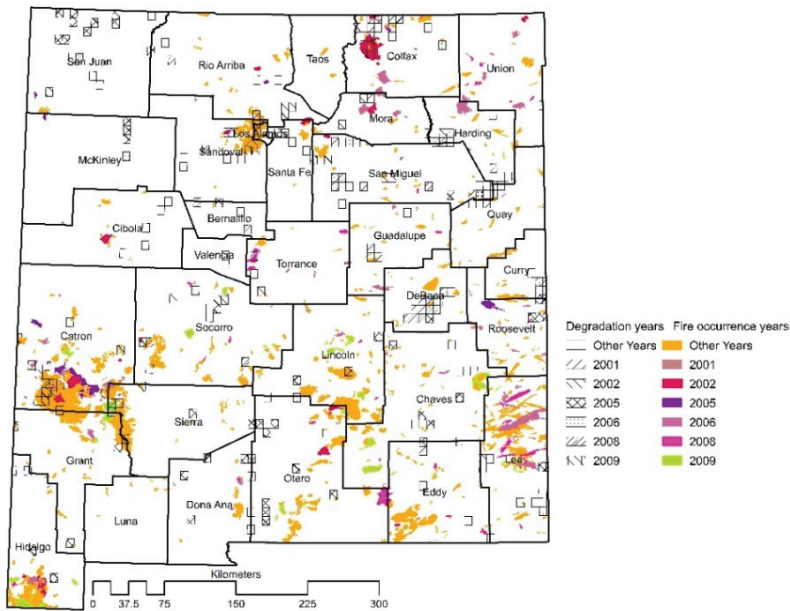 San Juan
Rio Arriba
Taos
Colfax
Union
Mora
Harding
Los Alamos
Sandoval
McKinley
Santa Fe
San Miguel
Quay
Bernalillo
Cibola
Guadalupe
Valencia
Torrance
Curry
DeBaca
Socorro
Roosevelt
Catron
Lincoln
Chaves
Sierra
Grant
Lea
Otero
Eddy
Dona Ana
Luna
Hidalgo
Degradation years Fire occurrence years
Other Years Other Years
2001 2001
2002 2002
2005 2005
2006 2006
2008 2008
2009 2009
Kilometers
0 37.5 75 150 225 300